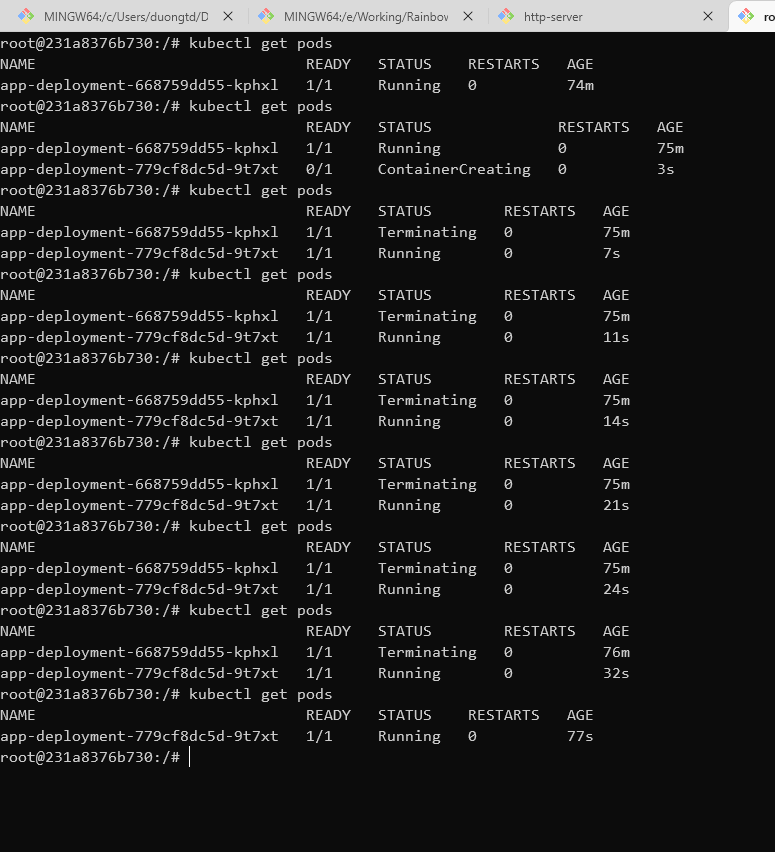 MINGW64:/c/Users/duongtd/D
MINGW64:/e/Working/Rainbow
http-server
ro
root@231a8376b730:/# kubectl get pods
NAME READY STATUS RESTARTS AGE
app-deployment-668759dd55-kphxl 1/1 Running 0 74m
root@231a8376b730:/# kubectl get pods
NAME READY STATUS RESTARTS AGE
app-deployment-668759dd55-kphxl 1/1 Running 0 75m
app-deployment-779cf8dc5d-9t7xt 0/1 ContainerCreating 0 3s
root@231a8376b730:/# kubectl get pods
NAME READY STATUS RESTARTS AGE
app-deployment-668759dd55-kphxl 1/1 Terminating 0 75m
app-deployment-779cf8dc5d-9t7xt 1/1 Running 0 7s
root@231a8376b730:/# kubectl get pods
NAME READY STATUS RESTARTS AGE
app-deployment-668759dd55-kphxl 1/1 Terminating 0 75m
app-deployment-779cf8dc5d-9t7xt 1/1 Running 0 11s
root@231a8376b730:/# kubectl get pods
NAME READY STATUS RESTARTS AGE
app-deployment-668759dd55-kphxl 1/1 Terminating 0 75m
app-deployment-779cf8dc5d-9t7xt 1/1 Running 0 14s
root@231a8376b730:/# kubectl get pods
NAME READY STATUS RESTARTS AGE
app-deployment-668759dd55-kphxl 1/1 Terminating 0 75m
app-deployment-779cf8dc5d-9t7xt 1/1 Running 0 21s
root@231a8376b730:/# kubectl get pods
NAME READY STATUS RESTARTS AGE
app-deployment-668759dd55-kphxl 1/1 Terminating 0 75m
app-deployment-779cf8dc5d-9t7xt 1/1 Running 0 24s
root@231a8376b730:/# kubectl get pods
NAME READY STATUS RESTARTS AGE
app-deployment-668759dd55-kphxl 1/1 Terminating 0 76m
app-deployment-779cf8dc5d-9t7xt 1/1 Running 0 32s
root@231a8376b730:/# kubectl get pods
NAME READY STATUS RESTARTS AGE
app-deployment-779cf8dc5d-9t7xt 1/1 Running 0 77s
root@231a8376b730:/#